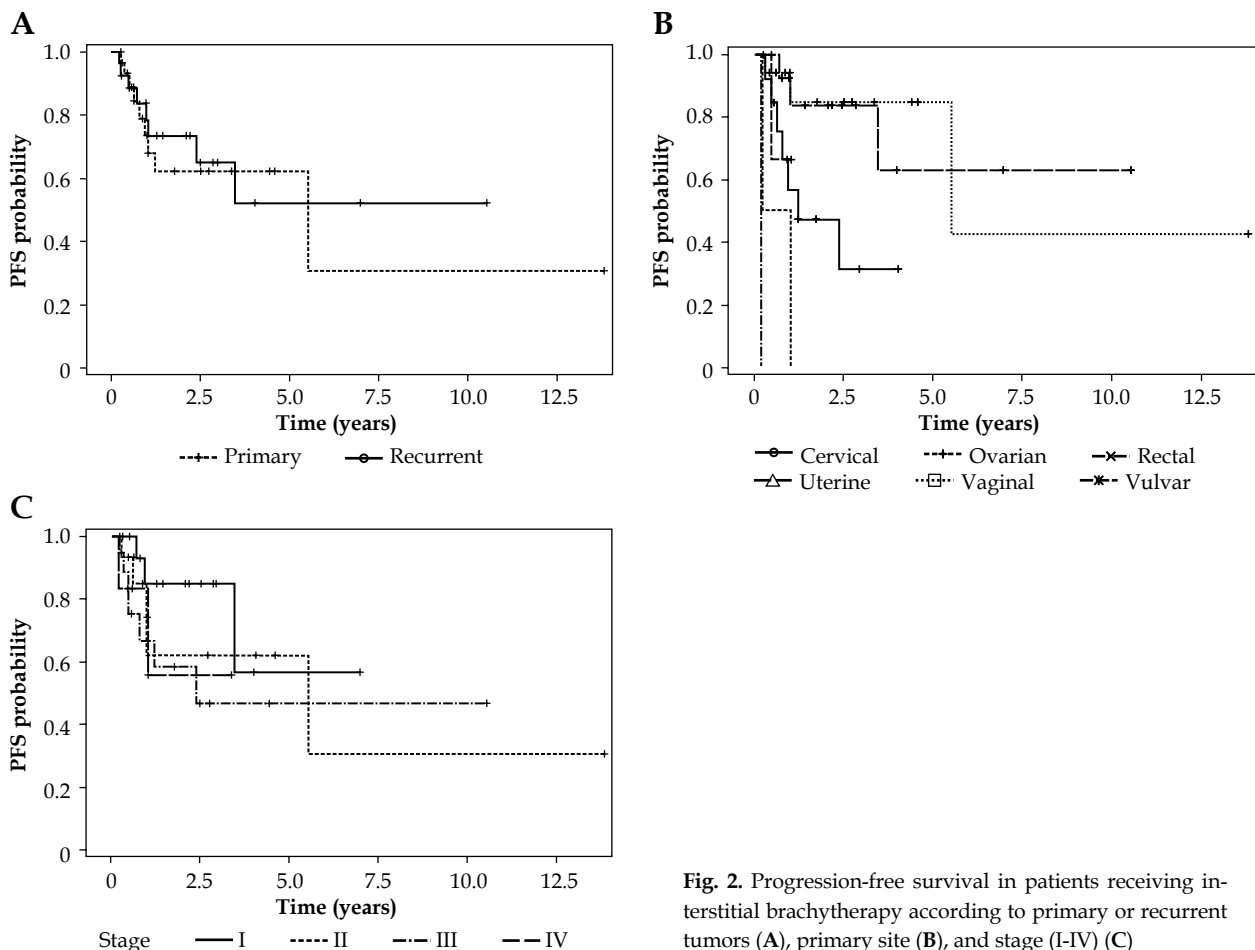 A
PFS probability
1.0
0.8
0.6
0.4
0.2
0
0 2.5 5.0 7.5 10.0 12.5
Time (years)
Primary Recurrent
B
PFS probability
1.0
0.8
0.6
0.4
0.2
0
0 2.5 5.0 7.5 10.0 12.5
Time (years)
Cervical Ovarian Rectal
Uterine Vaginal Vulvar
C
PFS probability
1.0
0.8
0.6
0.4
0.2
0
0 2.5 5.0 7.5 10.0 12.5
Time (years)
Stage I II III IV
Fig. 2. Progression-free survival in patients receiving in-
terstitial brachytherapy according to primary or recurrent
tumors (A), primary site (B), and stage (I-IV) (C)